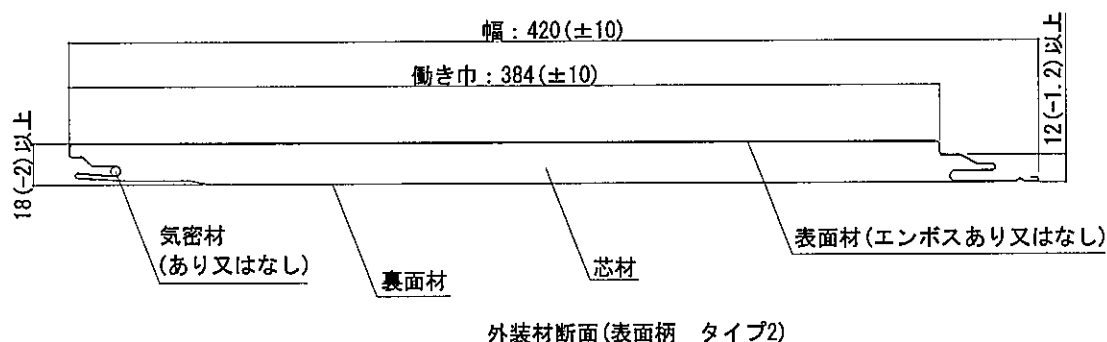 幅：420(±10)
働き巾：384(±10)
12(-1.2)以上
18(-2)以上
気密材
(あり又はなし)
裏面材
芯材
表面材(エンボスあり又はなし)
外装材断面(表面柄　タイプ2)